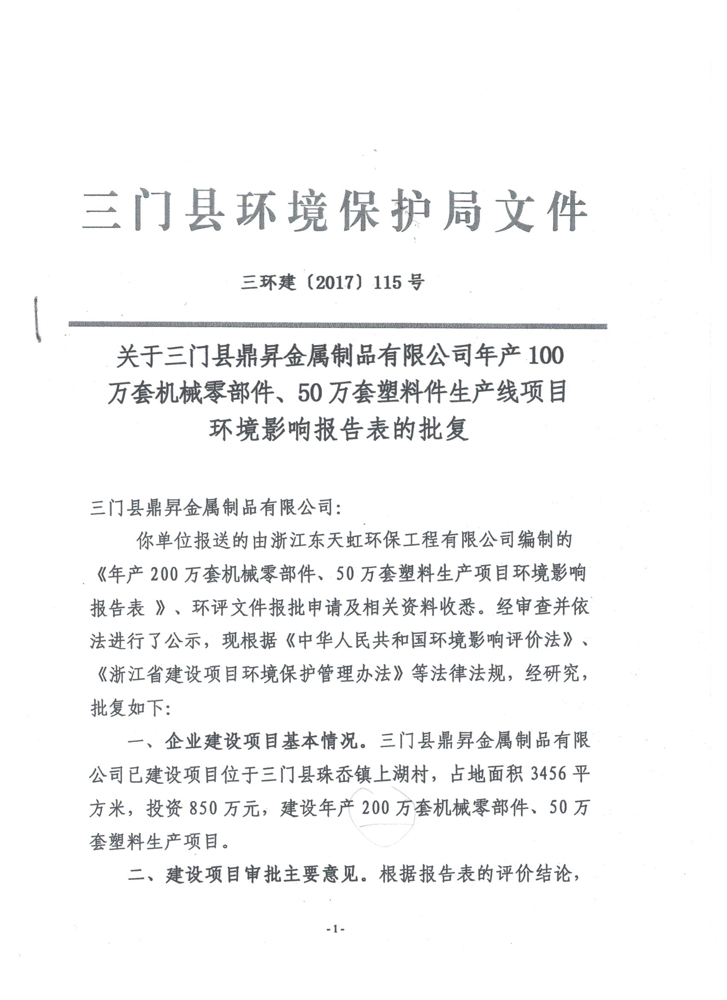 三门县环境保护局文件
三环建〔2017〕115号
关于三门县鼎昇金属制品有限公司年产100
万套机械零部件、50万套塑料件生产线项目
环境影响报告表的批复
三门县鼎昇金属制品有限公司：
你单位报送的由浙江东天虹环保工程有限公司编制的
《年产200万套机械零部件、50万套塑料生产项目环境影响
报告表 》、环评文件报批申请及相关资料收悉。经审查并依
法进行了公示，现根据《中华人民共和国环境影响评价法》、
《浙江省建设项目环境保护管理办法》等法律法规，经研究，
批复如下：
一、企业建设项目基本情况。三门县鼎昇金属制品有限
公司已建设项目位于三门县珠岙镇上湖村，占地面积3456平
方米，投资850万元，建设年产200万套机械零部件、50万
套塑料生产项目。
二、建设项目审批主要意见。根据报告表的评价结论，
-1-